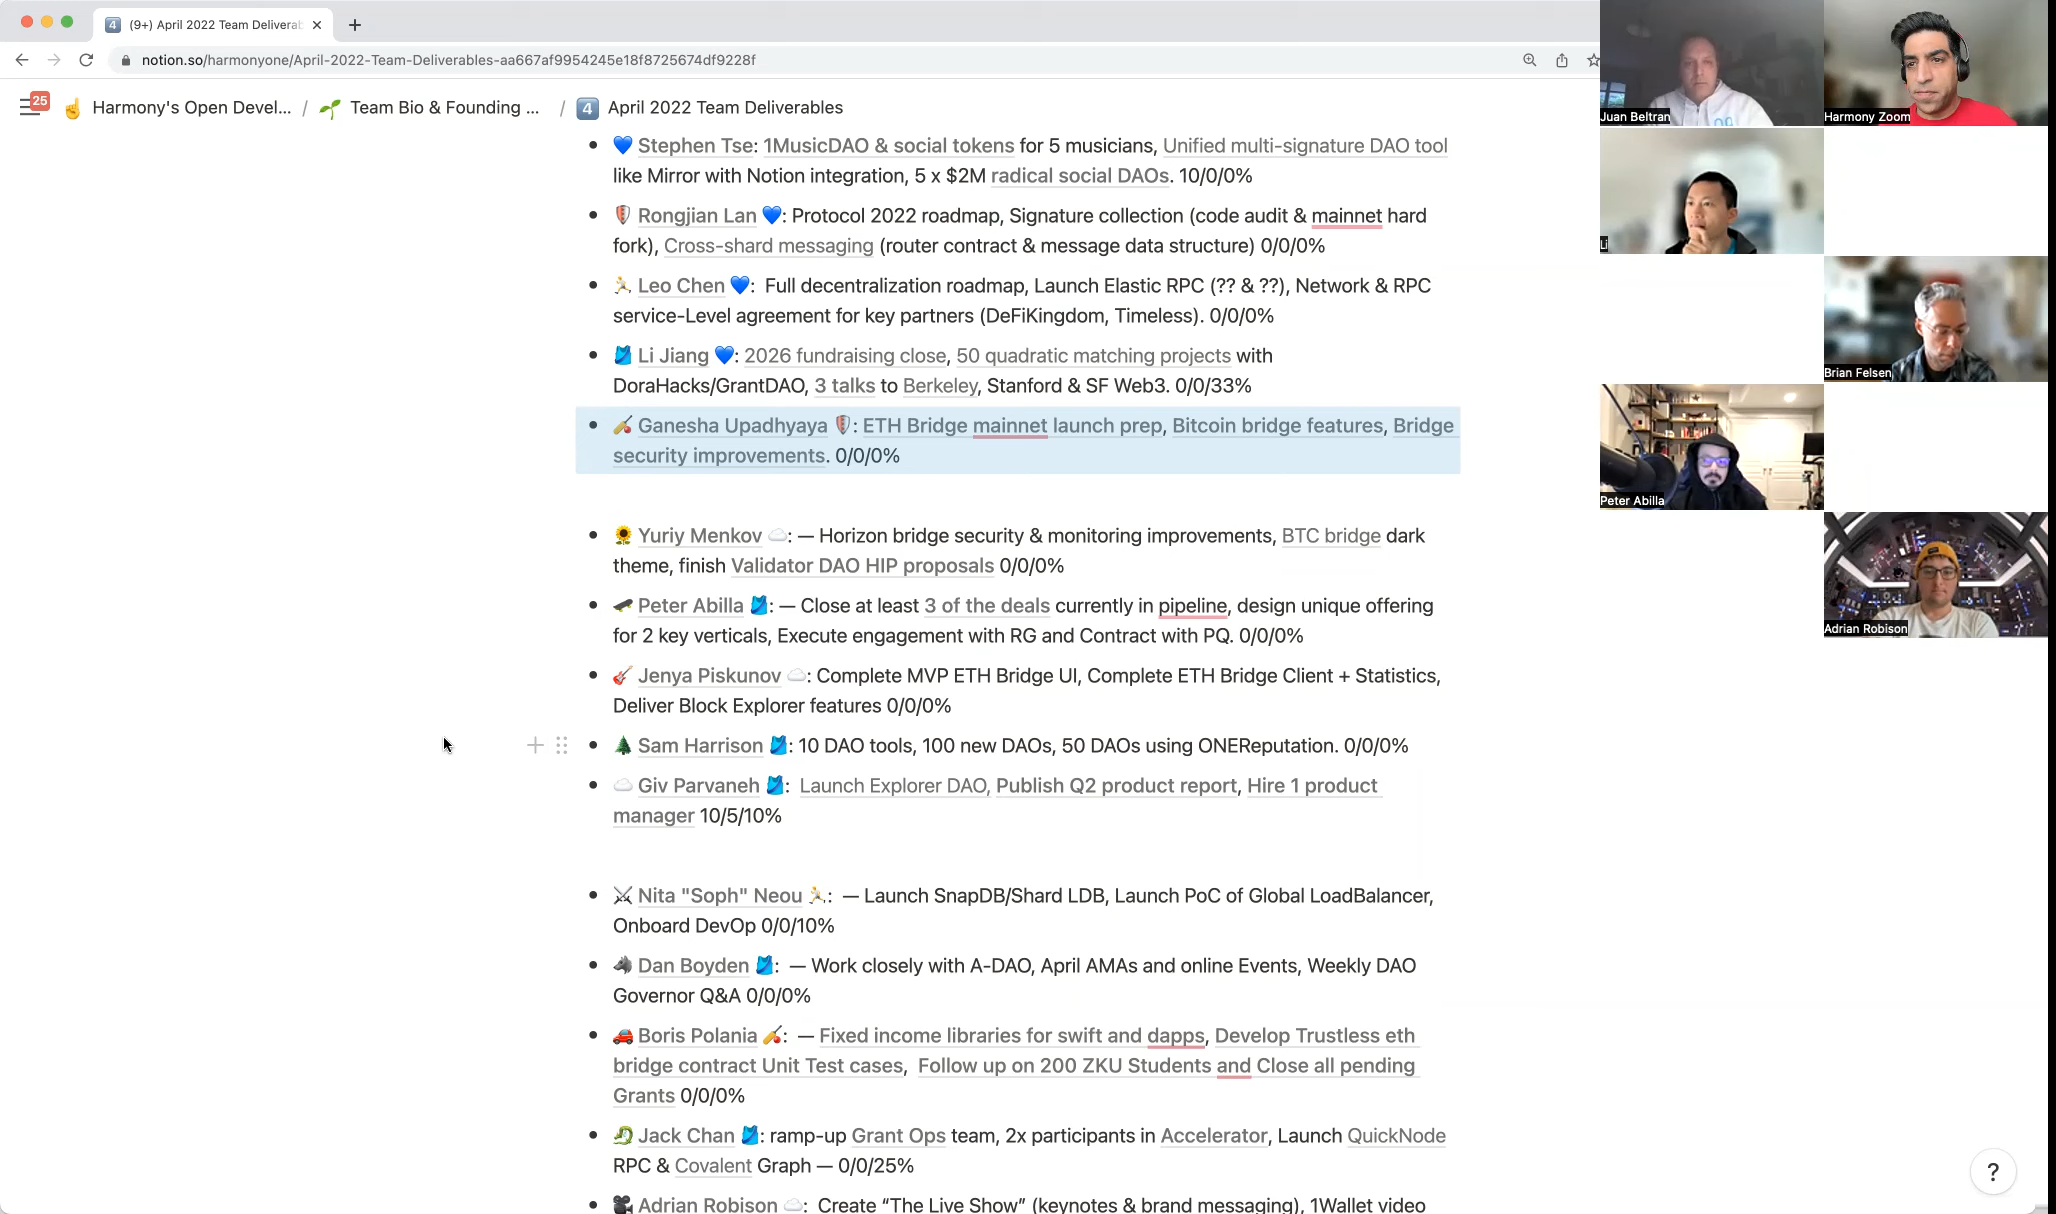 (9+) April 2022 Team Deliverab
notion.so/harmonyone/April-2022-Team-Deliverables-aa667af9954245e18f8725674df9228f
25
Harmony's Open Devel... / Team Bio & Founding ... / 4 April 2022 Team Deliverables
Stephen Tse: 1MusicDAO & social tokens for 5 musicians, Unified multi-signature DAO tool
like Mirror with Notion integration, 5 x $2M radical social DAOs. 10/0/0%
Rongjian Lan: Protocol 2022 roadmap, Signature collection (code audit & mainnet hard
fork), Cross-shard messaging (router contract & message data structure) 0/0/0%
Leo Chen: Full decentralization roadmap, Launch Elastic RPC (?? & ??), Network & RPC
service-Level agreement for key partners (DeFiKingdom, Timeless). 0/0/0%
Li Jiang: 2026 fundraising close, 50 quadratic matching projects with
DoraHacks/GrantDAO, 3 talks to Berkeley, Stanford & SF Web3. 0/0/33%
Ganesha Upadhyaya: ETH Bridge mainnet launch prep, Bitcoin bridge features, Bridge
security improvements. 0/0/0%
Yuriy Menkov: — Horizon bridge security & monitoring improvements, BTC bridge dark
theme, finish Validator DAO HIP proposals 0/0/0%
Peter Abilla: — Close at least 3 of the deals currently in pipeline, design unique offering
for 2 key verticals, Execute engagement with RG and Contract with PQ. 0/0/0%
Jenya Piskunov: Complete MVP ETH Bridge UI, Complete ETH Bridge Client + Statistics,
Deliver Block Explorer features 0/0/0%
Sam Harrison: 10 DAO tools, 100 new DAOs, 50 DAOs using ONEReputation. 0/0/0%
Giv Parvaneh: Launch Explorer DAO, Publish Q2 product report, Hire 1 product
manager 10/5/10%
Nita "Soph" Neou: — Launch SnapDB/Shard LDB, Launch PoC of Global LoadBalancer,
Onboard DevOp 0/0/10%
Dan Boyden: — Work closely with A-DAO, April AMAs and online Events, Weekly DAO
Governor Q&A 0/0/0%
Boris Polania: — Fixed income libraries for swift and dapps, Develop Trustless eth
bridge contract Unit Test cases, Follow up on 200 ZKU Students and Close all pending
Grants 0/0/0%
Jack Chan: ramp-up Grant Ops team, 2x participants in Accelerator, Launch QuickNode
RPC & Covalent Graph — 0/0/25%
Adrian Robison: Create “The Live Show” (keynotes & brand messaging), 1Wallet video
Juan Beltran
Harmony Zoom
Li
Brian Felsen
Peter Abilla
Adrian Robison
?